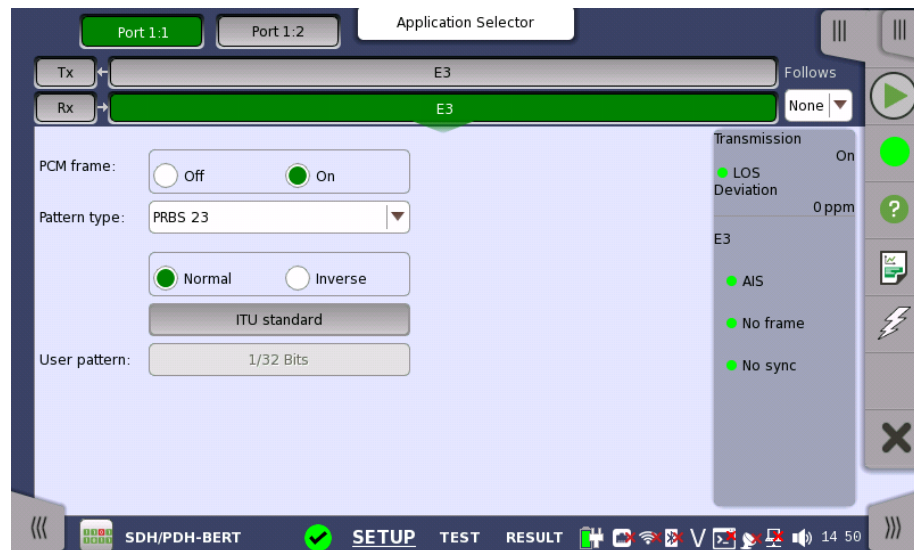 Application Selector
Port 1:1
Port 1:2
Tx
E3
Follows
Rx
E3
None
PCM frame:
Off
On
Pattern type:
PRBS 23
Normal
Inverse
ITU standard
User pattern:
1/32 Bits
Transmission
On
LOS
Deviation
0 ppm
E3
AIS
No frame
No sync
SDH/PDH-BERT
SETUP
TEST
RESULT
V
14 50